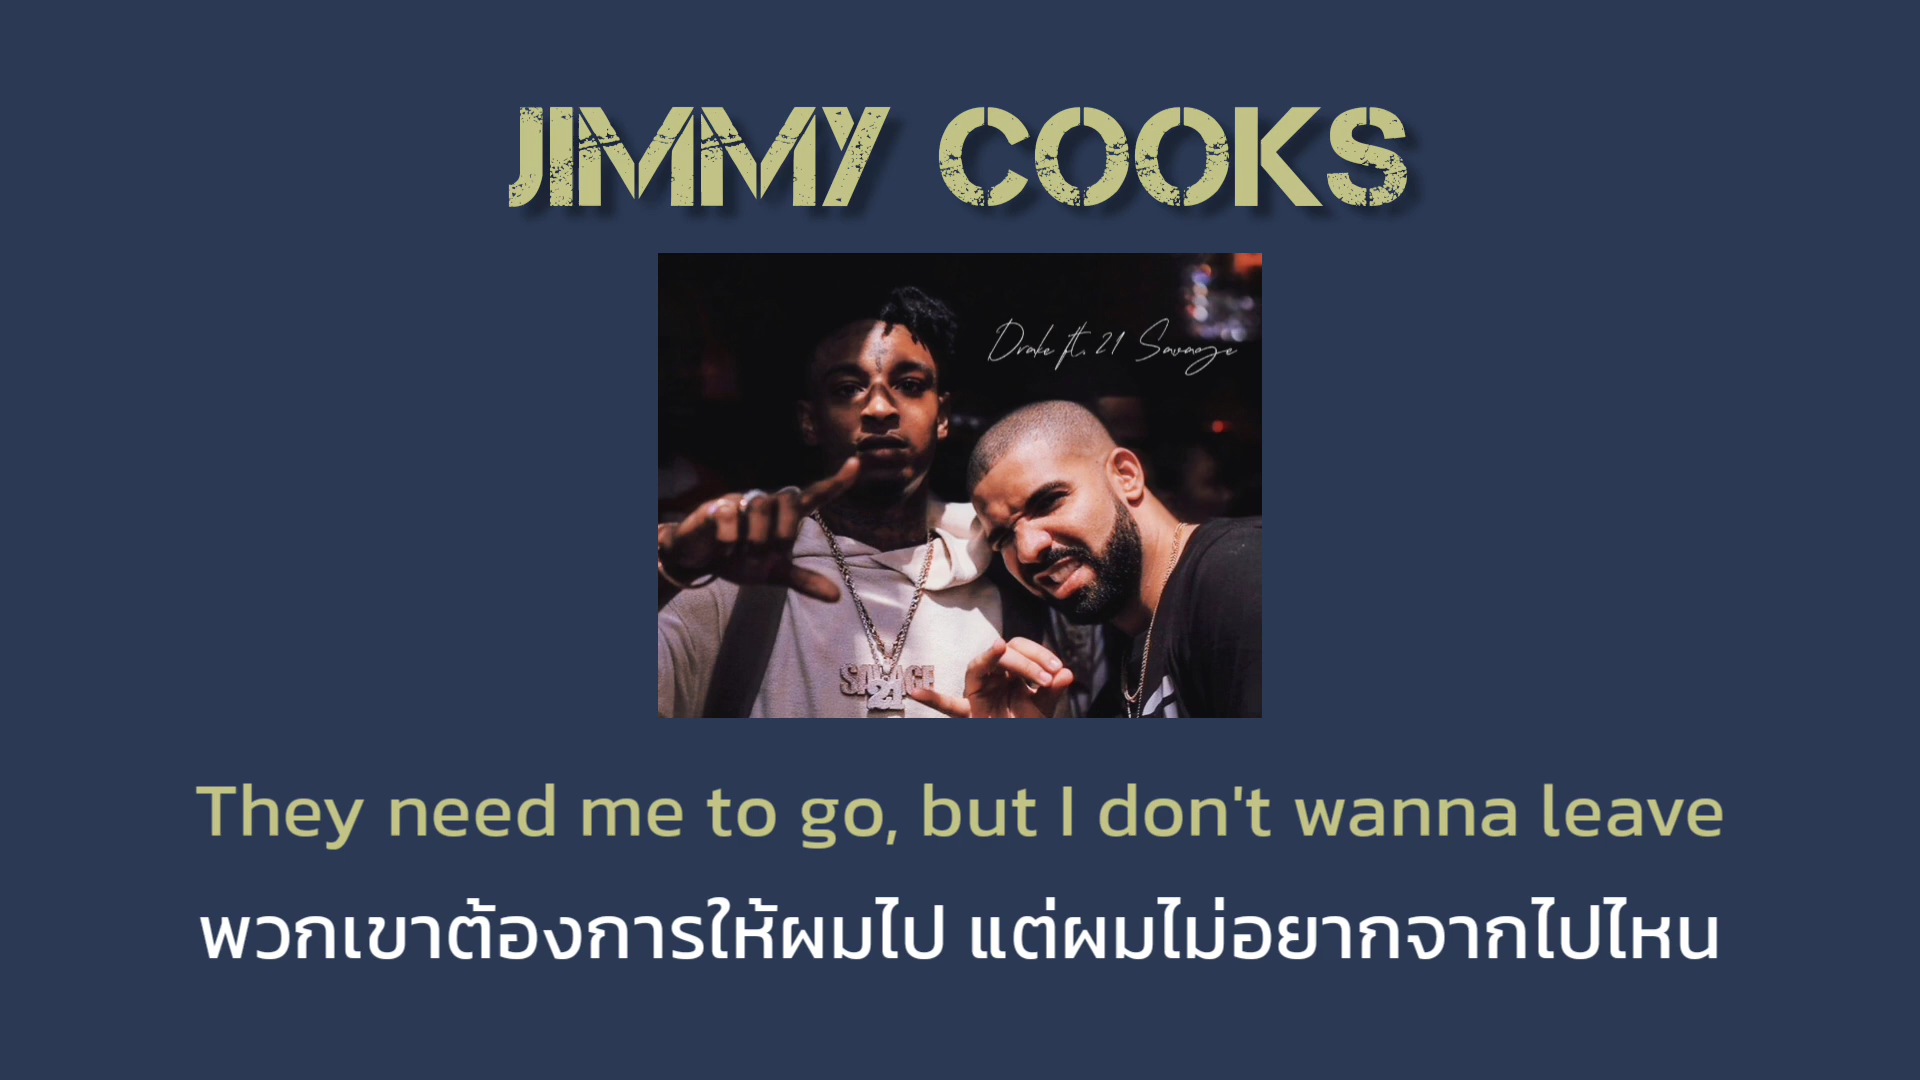 JIMMY COOKS
Drake ft. 21 Savage
SAVAGE
21
They need me to go, but I don't wanna leave
พวกเขาต้องการให้ผมไป แต่ผมไม่อยากจากไปไหน